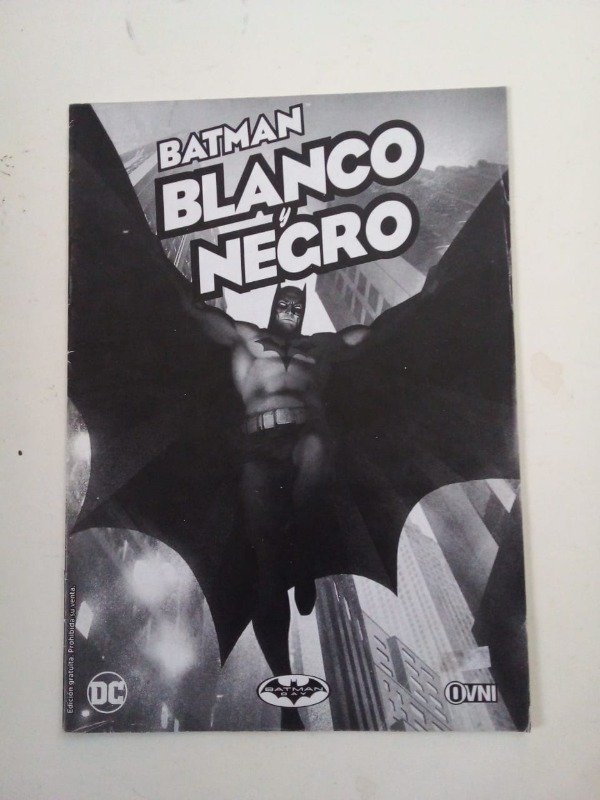 BATMAN
BLANCO
y
NEGRO
Edición gratuita. Prohibida su venta.
DC
BATMAN
DAY
OVNI